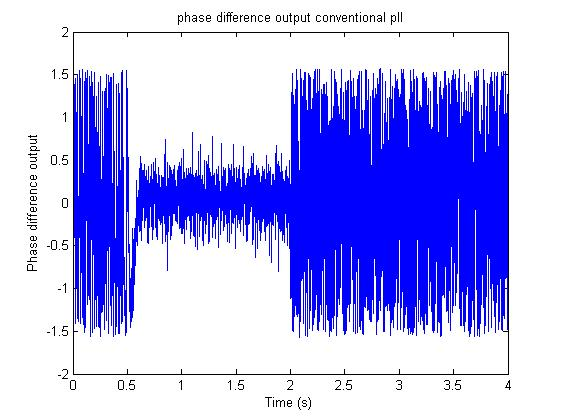 phase difference output conventional pll
2
1.5
1
0.5
0
-0.5
-1
-1.5
-2
Phase difference output
0 0.5 1 1.5 2 2.5 3 3.5 4
Time (s)